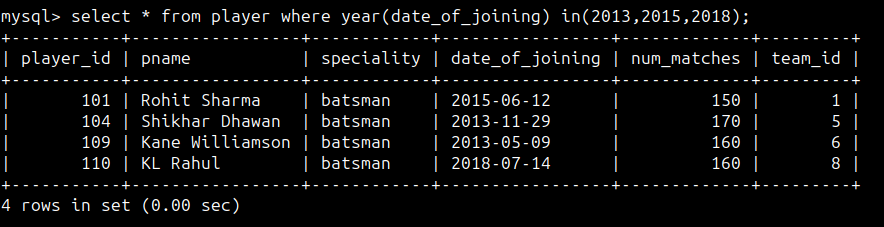 mysql> select * from player where year(date_of_joining) in(2013,2015,2018);
+-----------+-----------------+------------+-----------------+-------------+---------+
| player_id | pname           | speciality | date_of_joining | num_matches | team_id |
+-----------+-----------------+------------+-----------------+-------------+---------+
|       101 | Rohit Sharma    | batsman    | 2015-06-12      |         150 |       1 |
|       104 | Shikhar Dhawan  | batsman    | 2013-11-29      |         170 |       5 |
|       109 | Kane Williamson | batsman    | 2013-05-09      |         160 |       6 |
|       110 | KL Rahul        | batsman    | 2018-07-14      |         160 |       8 |
+-----------+-----------------+------------+-----------------+-------------+---------+
4 rows in set (0.00 sec)